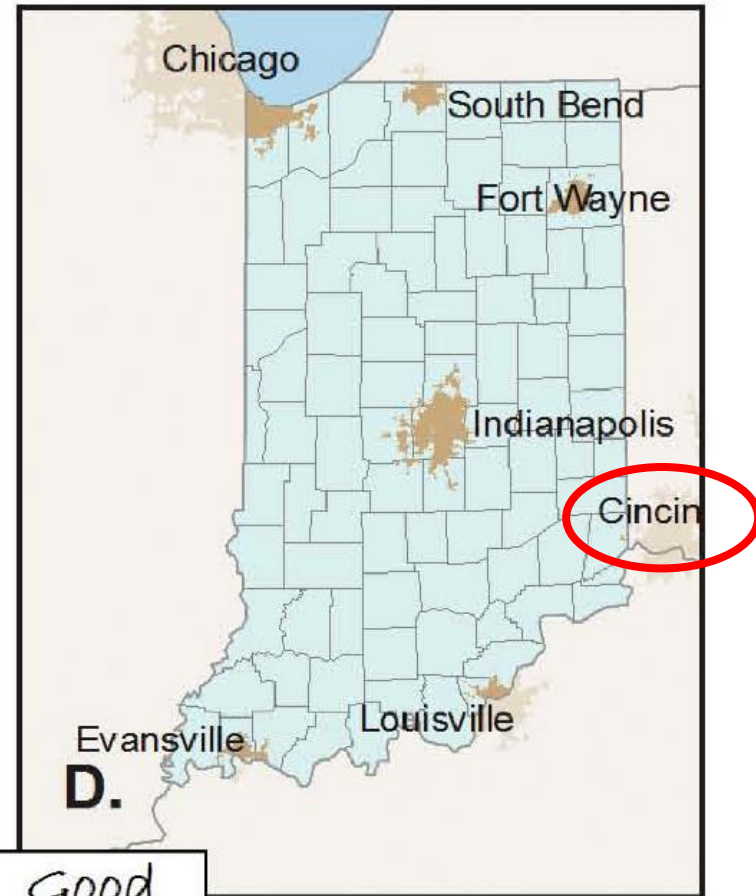 Chicago
South Bend
Fort Wayne
Indianapolis
Cincin
Louisville
Evansville
D.
Good